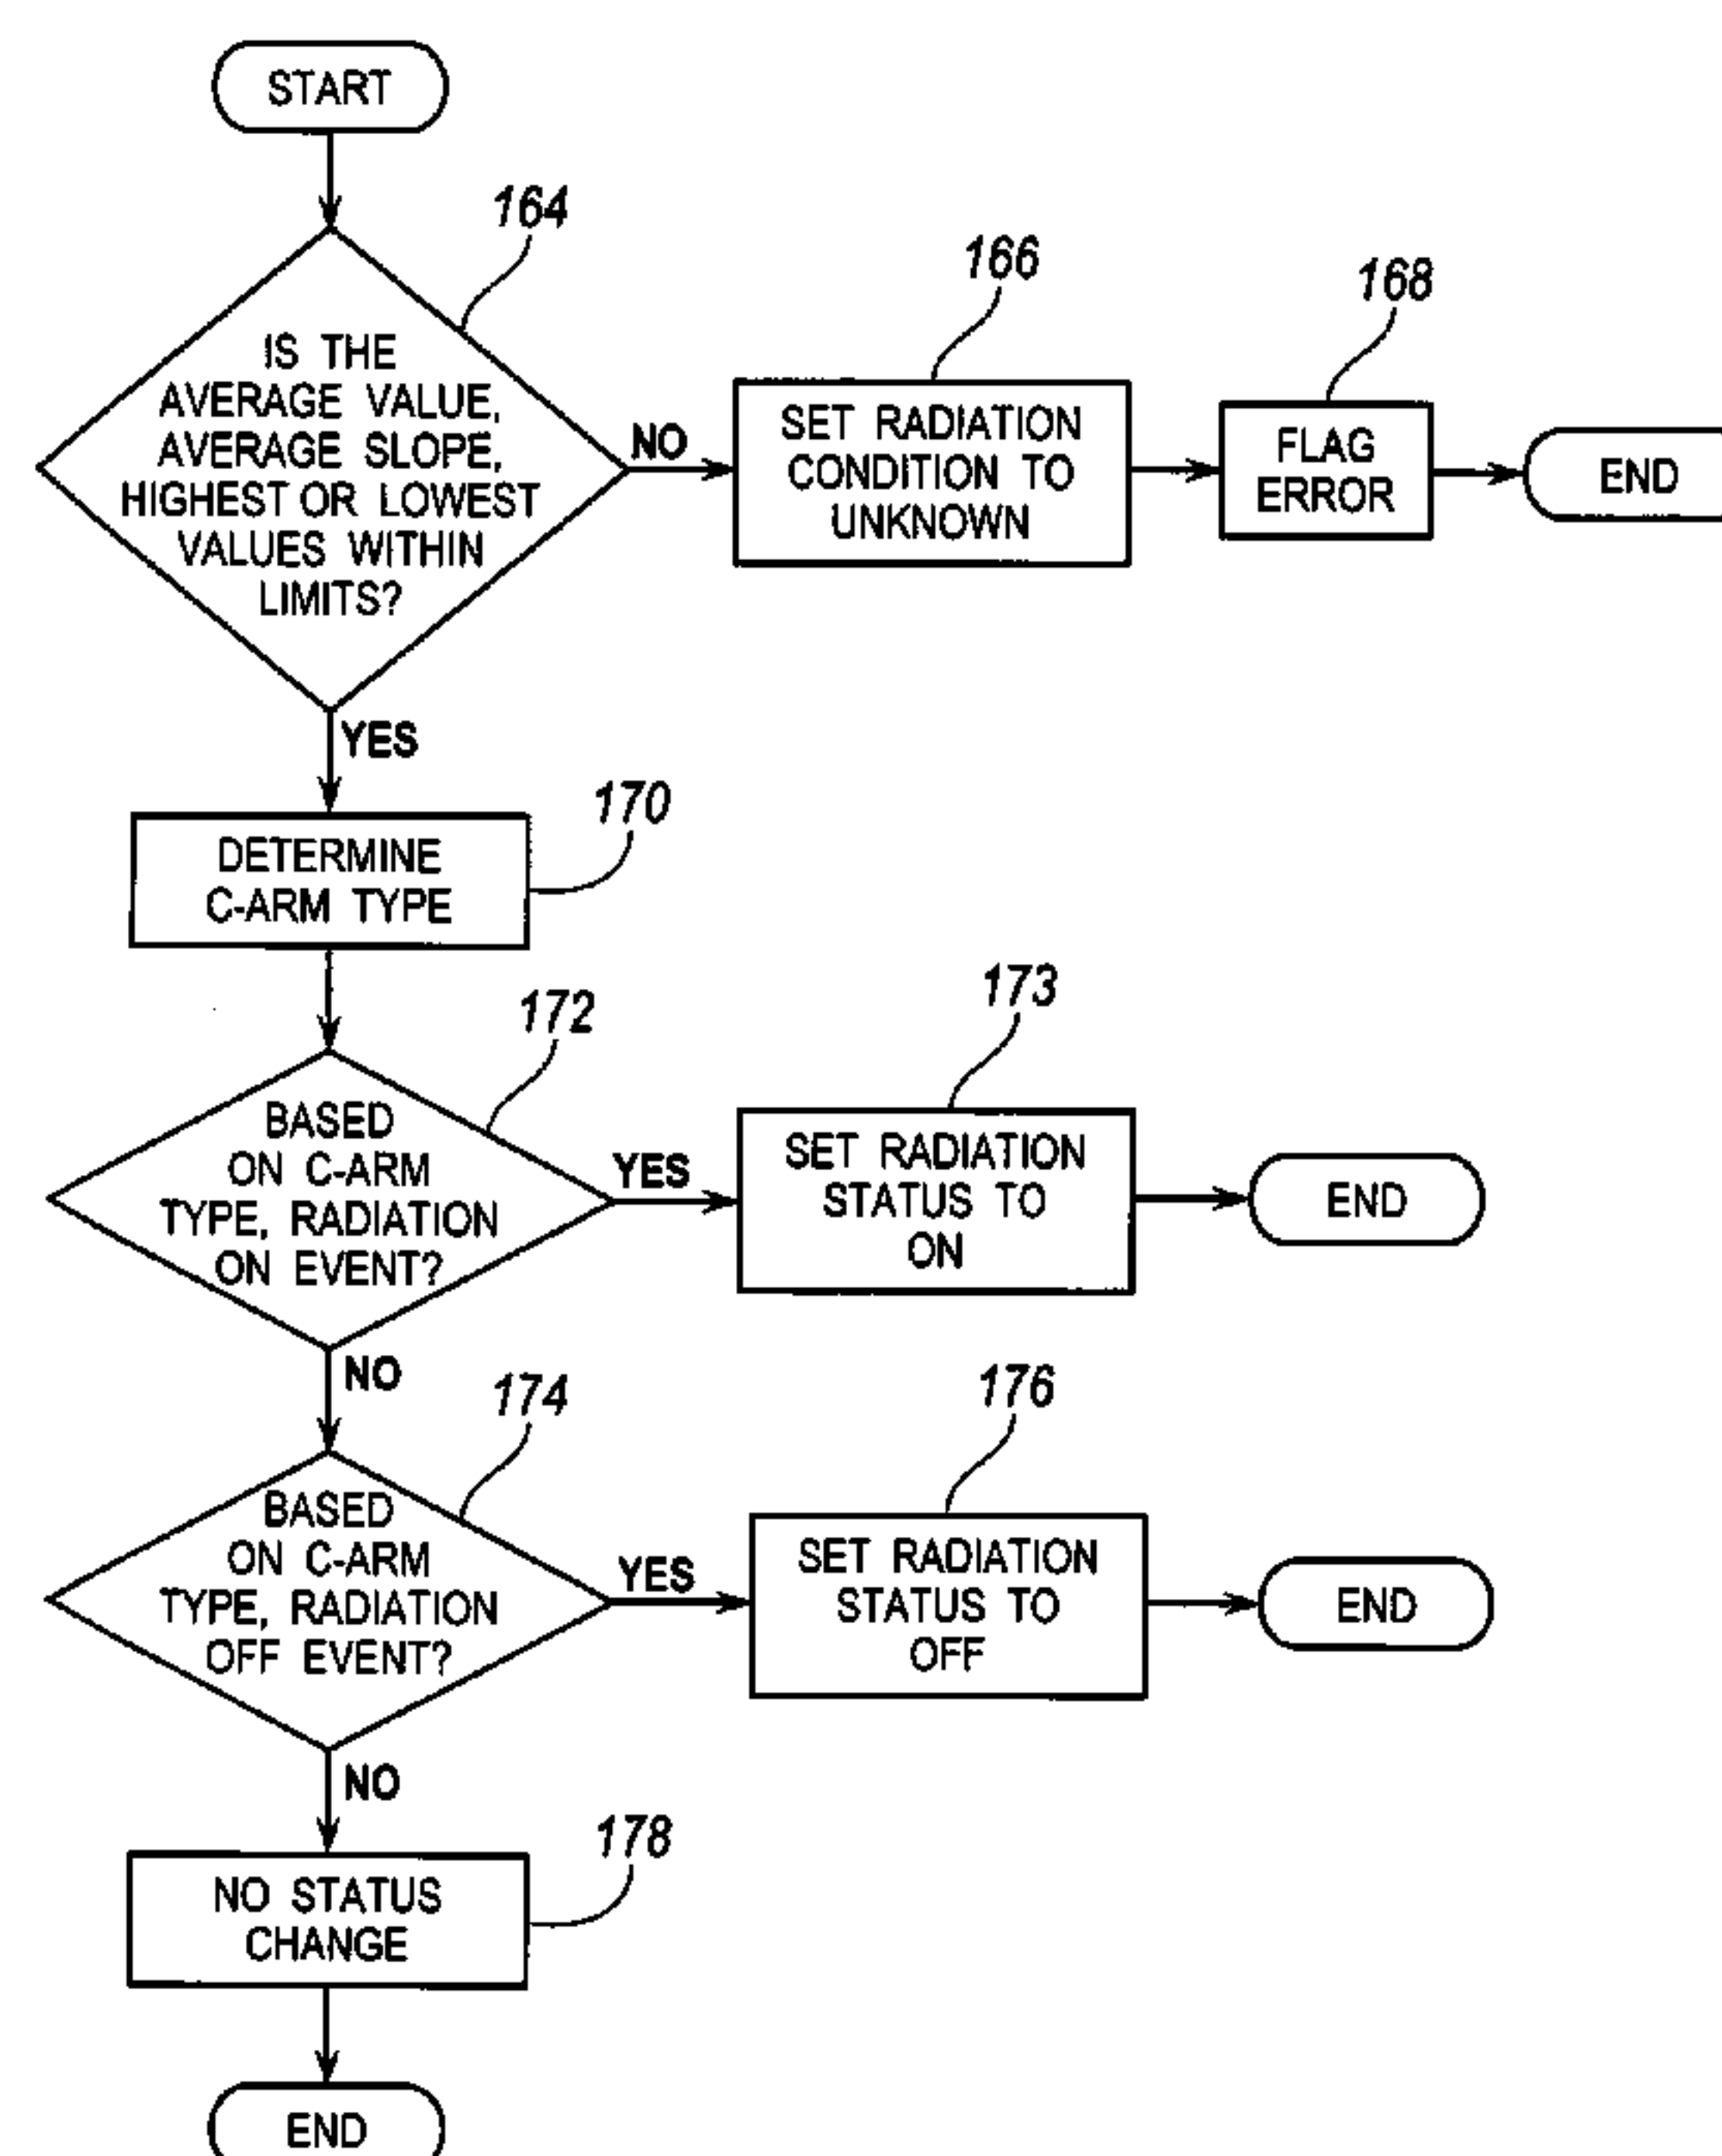 START
164
IS THE
AVERAGE VALUE,
AVERAGE SLOPE,
HIGHEST OR LOWEST
VALUES WITHIN
LIMITS?
NO
166
SET RADIATION
CONDITION TO
UNKNOWN
168
FLAG
ERROR
END
YES
170
DETERMINE
C-ARM TYPE
172
BASED
ON C-ARM
TYPE, RADIATION
ON EVENT?
YES
173
SET RADIATION
STATUS TO
ON
END
NO
174
BASED
ON C-ARM
TYPE, RADIATION
OFF EVENT?
YES
176
SET RADIATION
STATUS TO
OFF
END
NO
178
NO STATUS
CHANGE
END